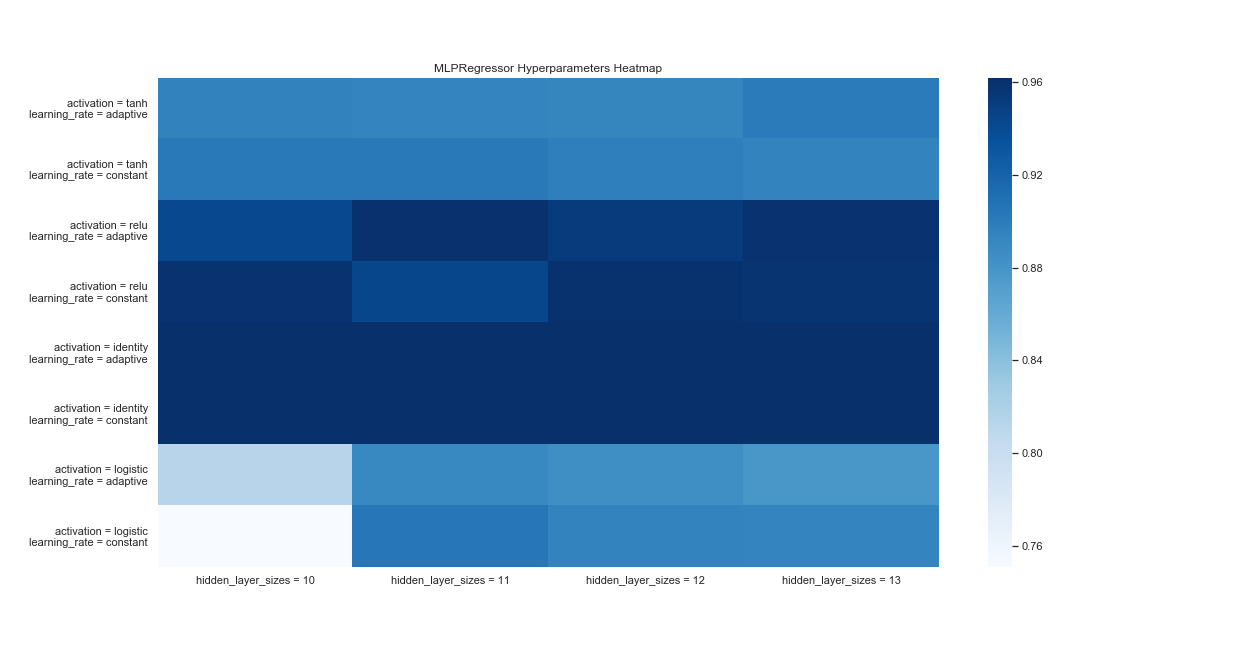 MLPRegressor Hyperparameters Heatmap
activation = tanh
learning_rate = adaptive
activation = tanh
learning_rate = constant
activation = relu
learning_rate = adaptive
activation = relu
learning_rate = constant
activation = identity
learning_rate = adaptive
activation = identity
learning_rate = constant
activation = logistic
learning_rate = adaptive
activation = logistic
learning_rate = constant
hidden_layer_sizes = 10
hidden_layer_sizes = 11
hidden_layer_sizes = 12
hidden_layer_sizes = 13
0.96
0.92
0.88
0.84
0.80
0.76